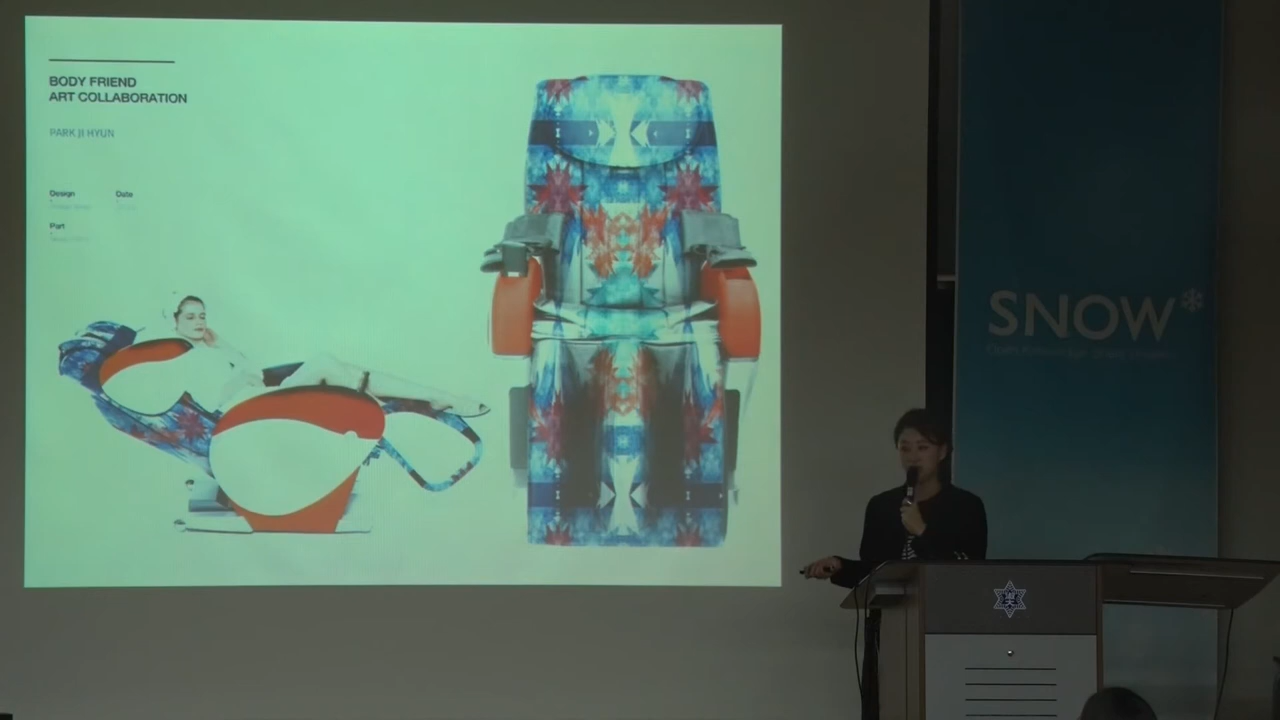 BODY FRIEND
ART COLLABORATION
PARK JI HYUN
Design Date
Part
SNOW